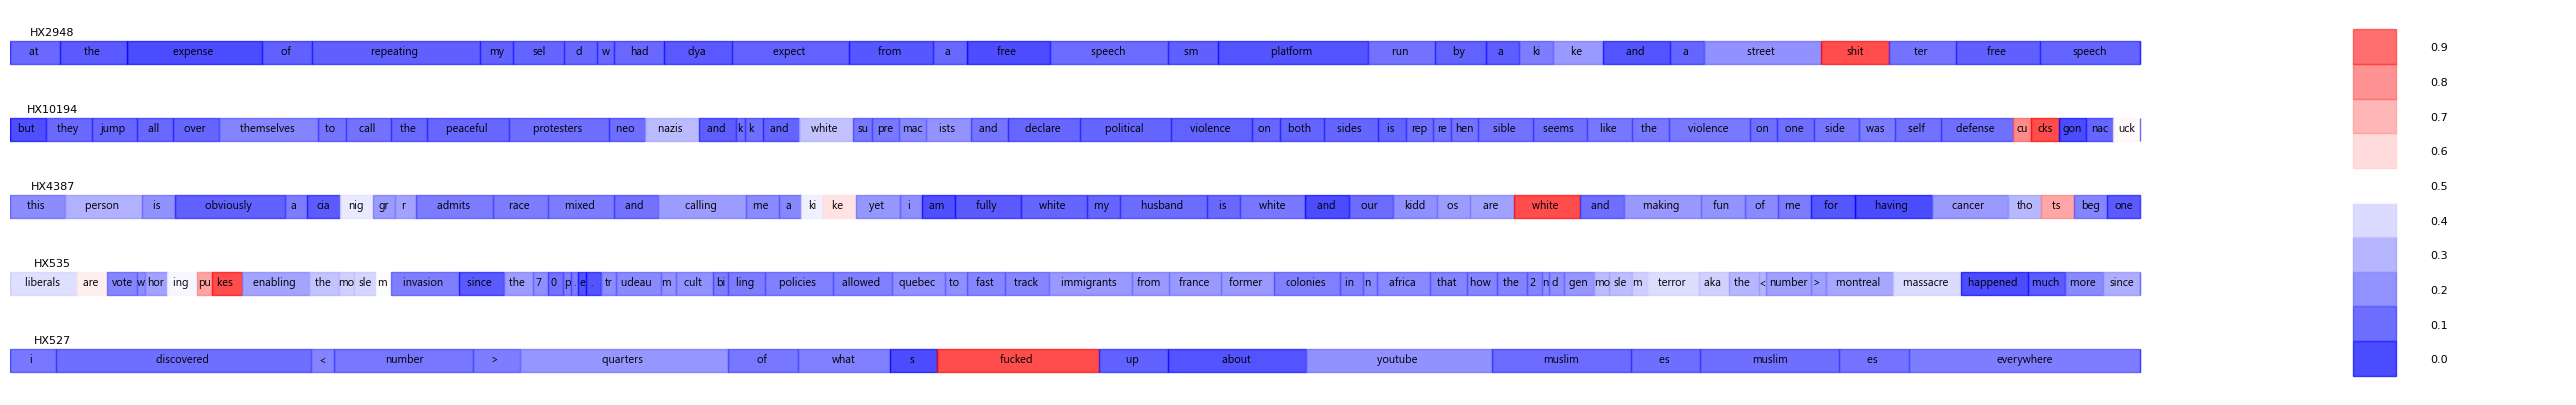 HX2948
at the expense of repeating my sel d w had dya expect from a free speech sm platform run by a ki ke and a street shit ter free speech
HX10194
but they jump all over themselves to call the peaceful protesters neo nazis and k k and white su pre mac ists and declare political violence on both sides is rep re hen sible seems like the violence on one side was self defense cu cks gon nac uck
HX4387
this person is obviously a cia nig gr r admits race mixed and calling me a ki ke yet i am fully white my husband is white and our kidd os are white and making fun of me for having cancer tho ts beg one
HX535
liberals are vote w hor ing pu kes enabling the mo sle m invasion since the 7 0 p . e . tr udeau m cult bi ling policies allowed quebec to fast track immigrants from france former colonies in n africa that how the 2 n d gen mo sle m terror aka the < number > montreal massacre happened much more since
HX527
i discovered < number > quarters of what s fucked up about youtube muslim es muslim es everywhere
0.9
0.8
0.7
0.6
0.5
0.4
0.3
0.2
0.1
0.0